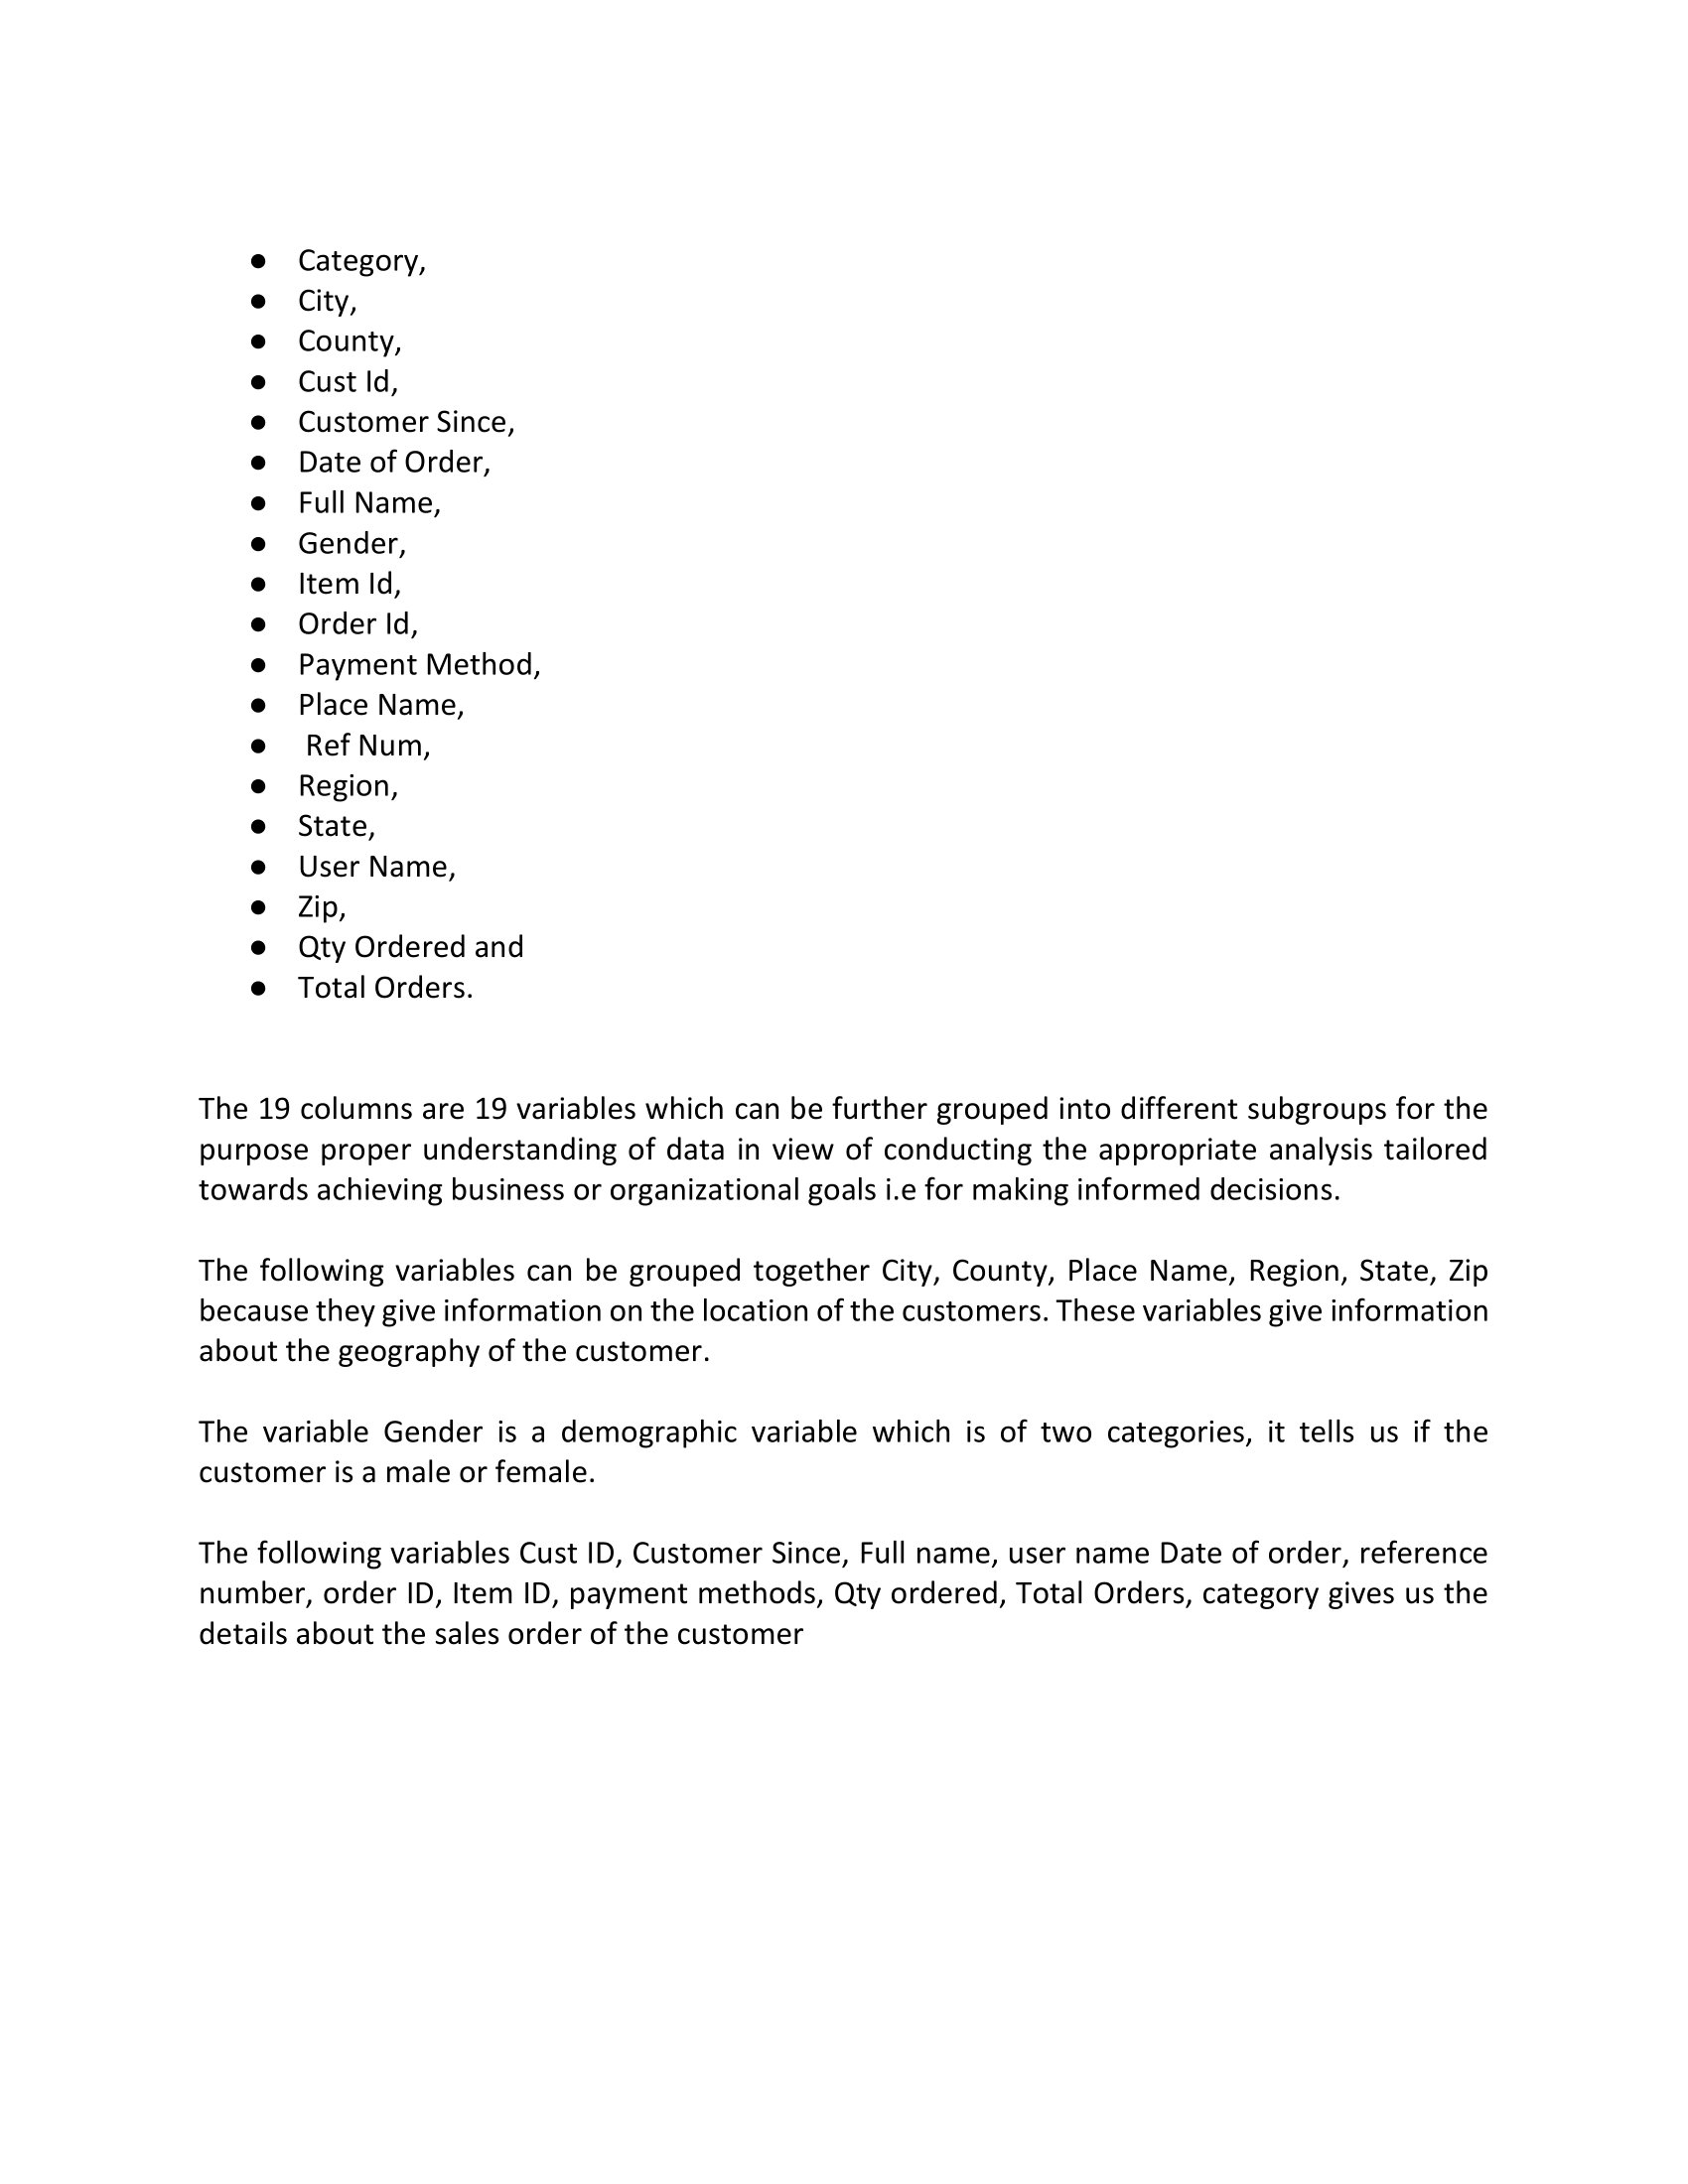 ● Category,
● City,
● County,
● Cust Id,
● Customer Since,
● Date of Order,
● Full Name,
● Gender,
● Item Id,
● Order Id,
● Payment Method,
● Place Name,
● Ref Num,
● Region,
● State,
● User Name,
● Zip,
● Qty Ordered and
● Total Orders.
The 19 columns are 19 variables which can be further grouped into different subgroups for the
purpose proper understanding of data in view of conducting the appropriate analysis tailored
towards achieving business or organizational goals i.e for making informed decisions.
The following variables can be grouped together City, County, Place Name, Region, State, Zip
because they give information on the location of the customers. These variables give information
about the geography of the customer.
The variable Gender is a demographic variable which is of two categories, it tells us if the
customer is a male or female.
The following variables Cust ID, Customer Since, Full name, user name Date of order, reference
number, order ID, Item ID, payment methods, Qty ordered, Total Orders, category gives us the
details about the sales order of the customer